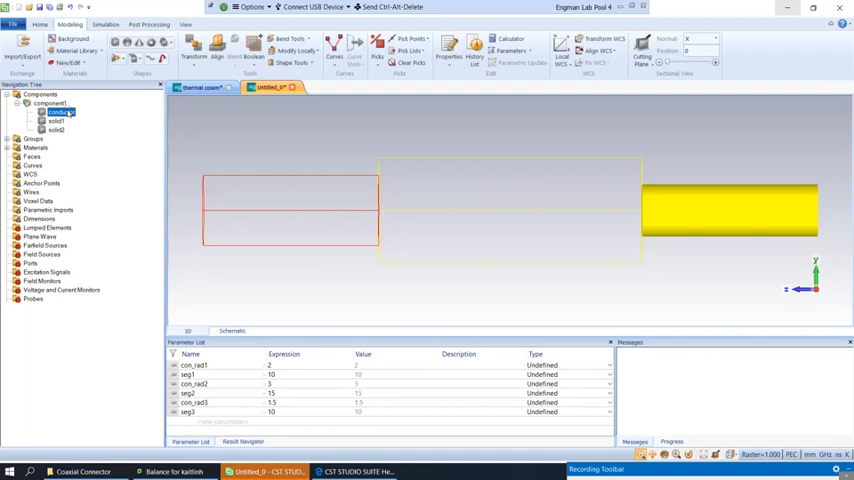 Options
Connect USB Device
Send Ctrl-Alt-Delete
Engman Lab Pool 4
File
Home
Modeling
Simulation
Post Processing
View
Import/Export
Exchange
Background
Material Library
New/Edit
Materials
Shapes
Transform
Align
Boolean
Bend Tools
Modify Locally
Shape Tools
Tools
Curves
Curve Tools
Curves
Picks
Pick Points
Pick Lists
Clear Picks
Picks
Properties
History List
Calculator
Parameters
Parametric Update
Edit
Local WCS
Transform WCS
Align WCS
Fix WCS
WCS
Cutting Plane
Normal: X
Position: 0
Sectional View
Navigation Tree
thermal cosim*
Untitled_0*
Components
component1
conductor
solid1
solid2
Groups
Materials
Faces
Curves
WCS
Anchor Points
Wires
Voxel Data
Parametric Imports
Dimensions
Lumped Elements
Plane Wave
Farfield Sources
Field Sources
Ports
Excitation Signals
Field Monitors
Voltage and Current Monitors
Probes
y
z
3D
Schematic
Parameter List
Name Expression Value Description Type
con_rad1 = 2 2 Undefined
seg1 = 10 10 Undefined
con_rad2 = 3 3 Undefined
seg2 = 15 15 Undefined
con_rad3 = 1.5 1.5 Undefined
seg3 = 10 10 Undefined
<new parameter>
Parameter List
Result Navigator
Messages
Messages
Progress
Raster=1.000 PEC mm GHz ns K
Coaxial Connector
Balance for kaitlinh
Untitled_0 - CST STUD...
CST STUDIO SUITE He...
Recording Toolbar